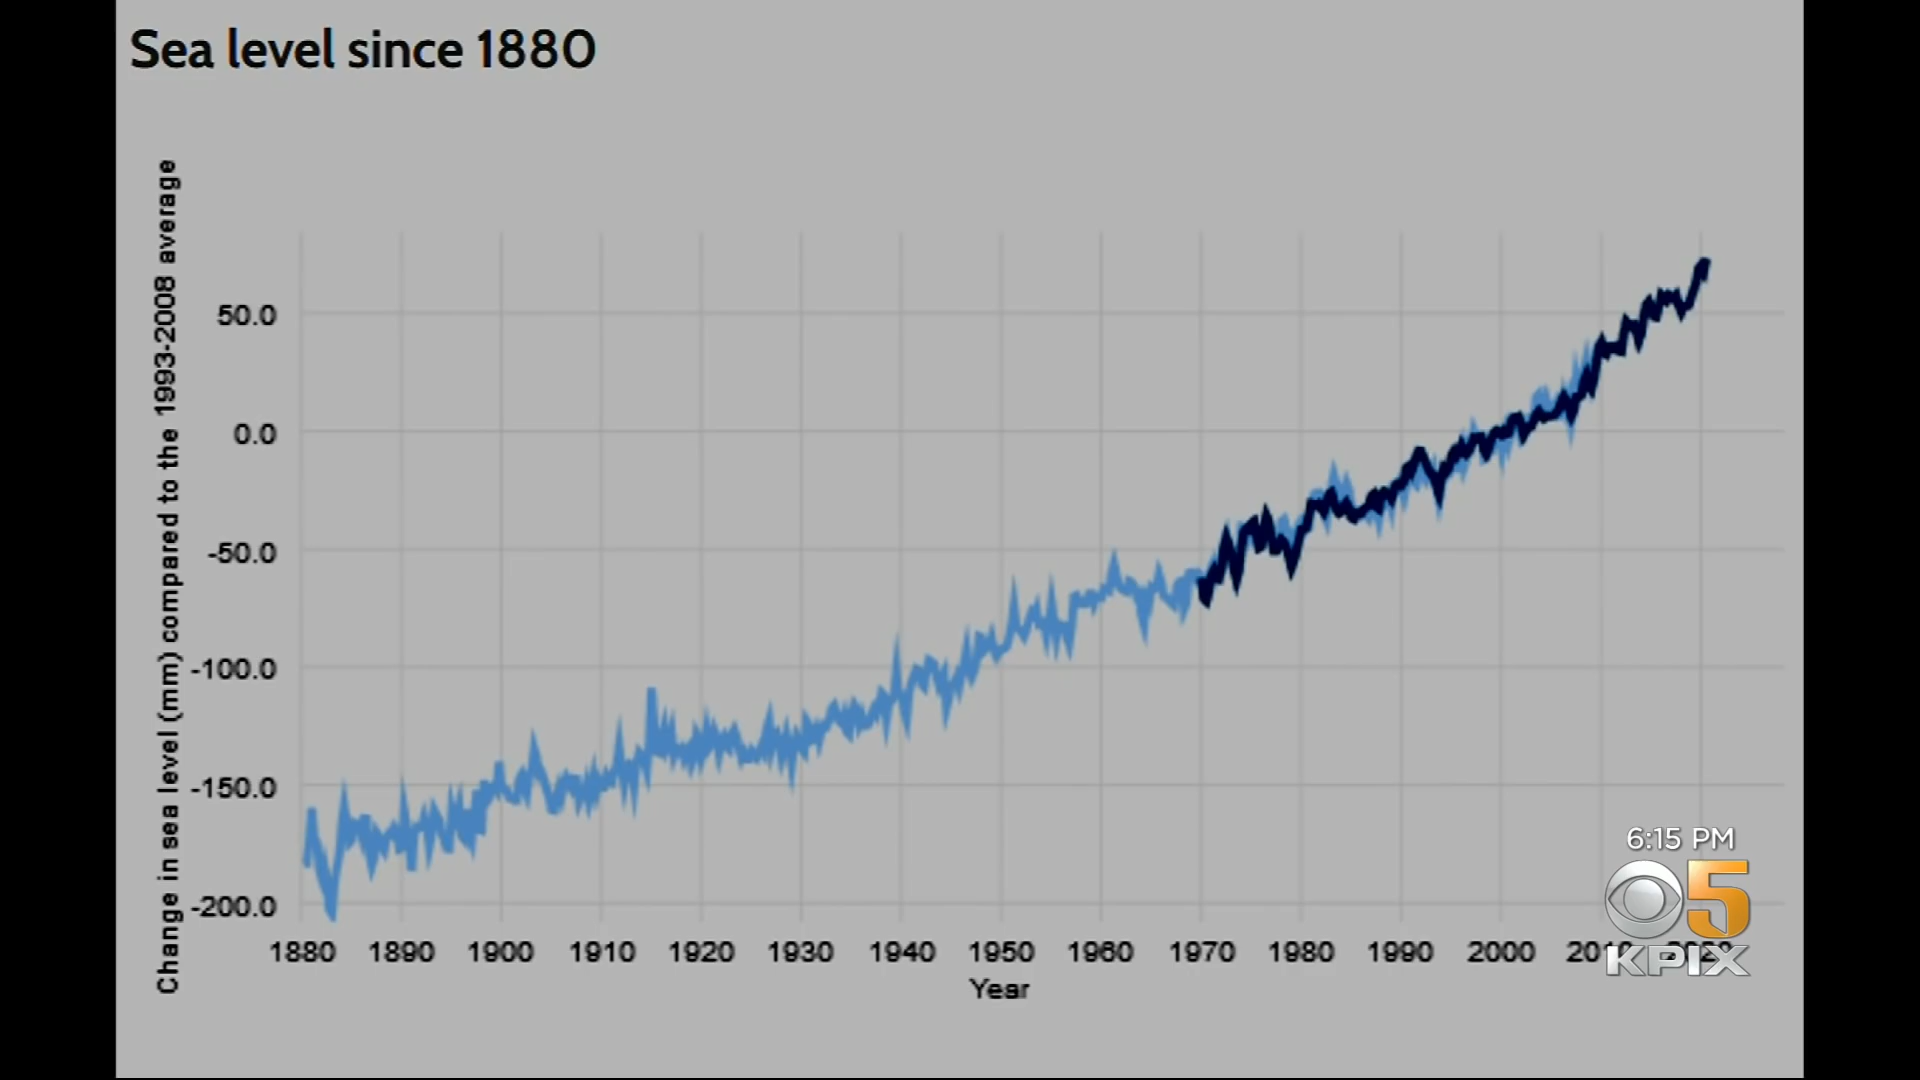 Sea level since 1880
Change in sea level (mm) compared to the 1993-2008 average
50.0
0.0
-50.0
-100.0
-150.0
-200.0
1880 1890 1900 1910 1920 1930 1940 1950 1960 1970 1980 1990 2000
Year
6:15 PM
5
KPIX